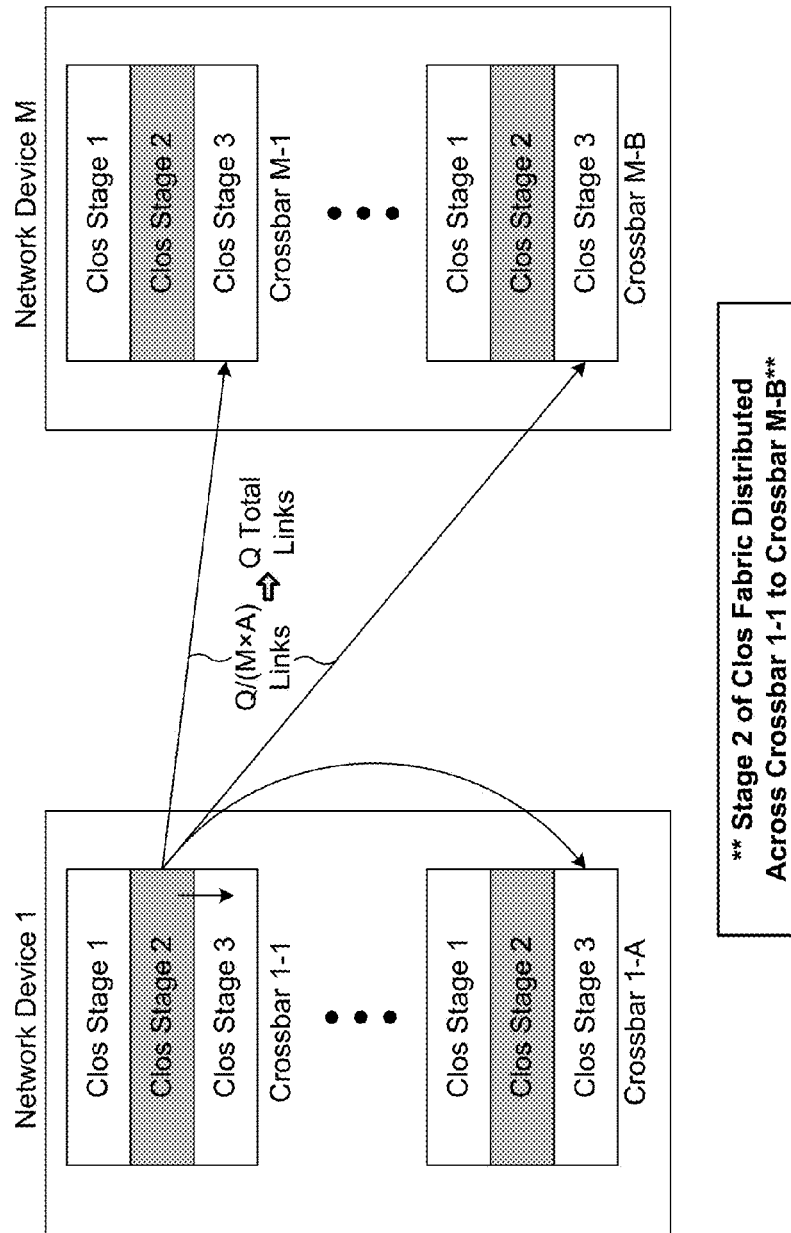 Network Device 1
Clos Stage 1
Clos Stage 2
Clos Stage 3
Crossbar 1-1
Clos Stage 1
Clos Stage 2
Clos Stage 3
Crossbar 1-A
Q/(M×A)
Links
Q Total
Links
Network Device M
Clos Stage 1
Clos Stage 2
Clos Stage 3
Crossbar M-1
Clos Stage 1
Clos Stage 2
Clos Stage 3
Crossbar M-B
** Stage 2 of Clos Fabric Distributed
Across Crossbar 1-1 to Crossbar M-B**